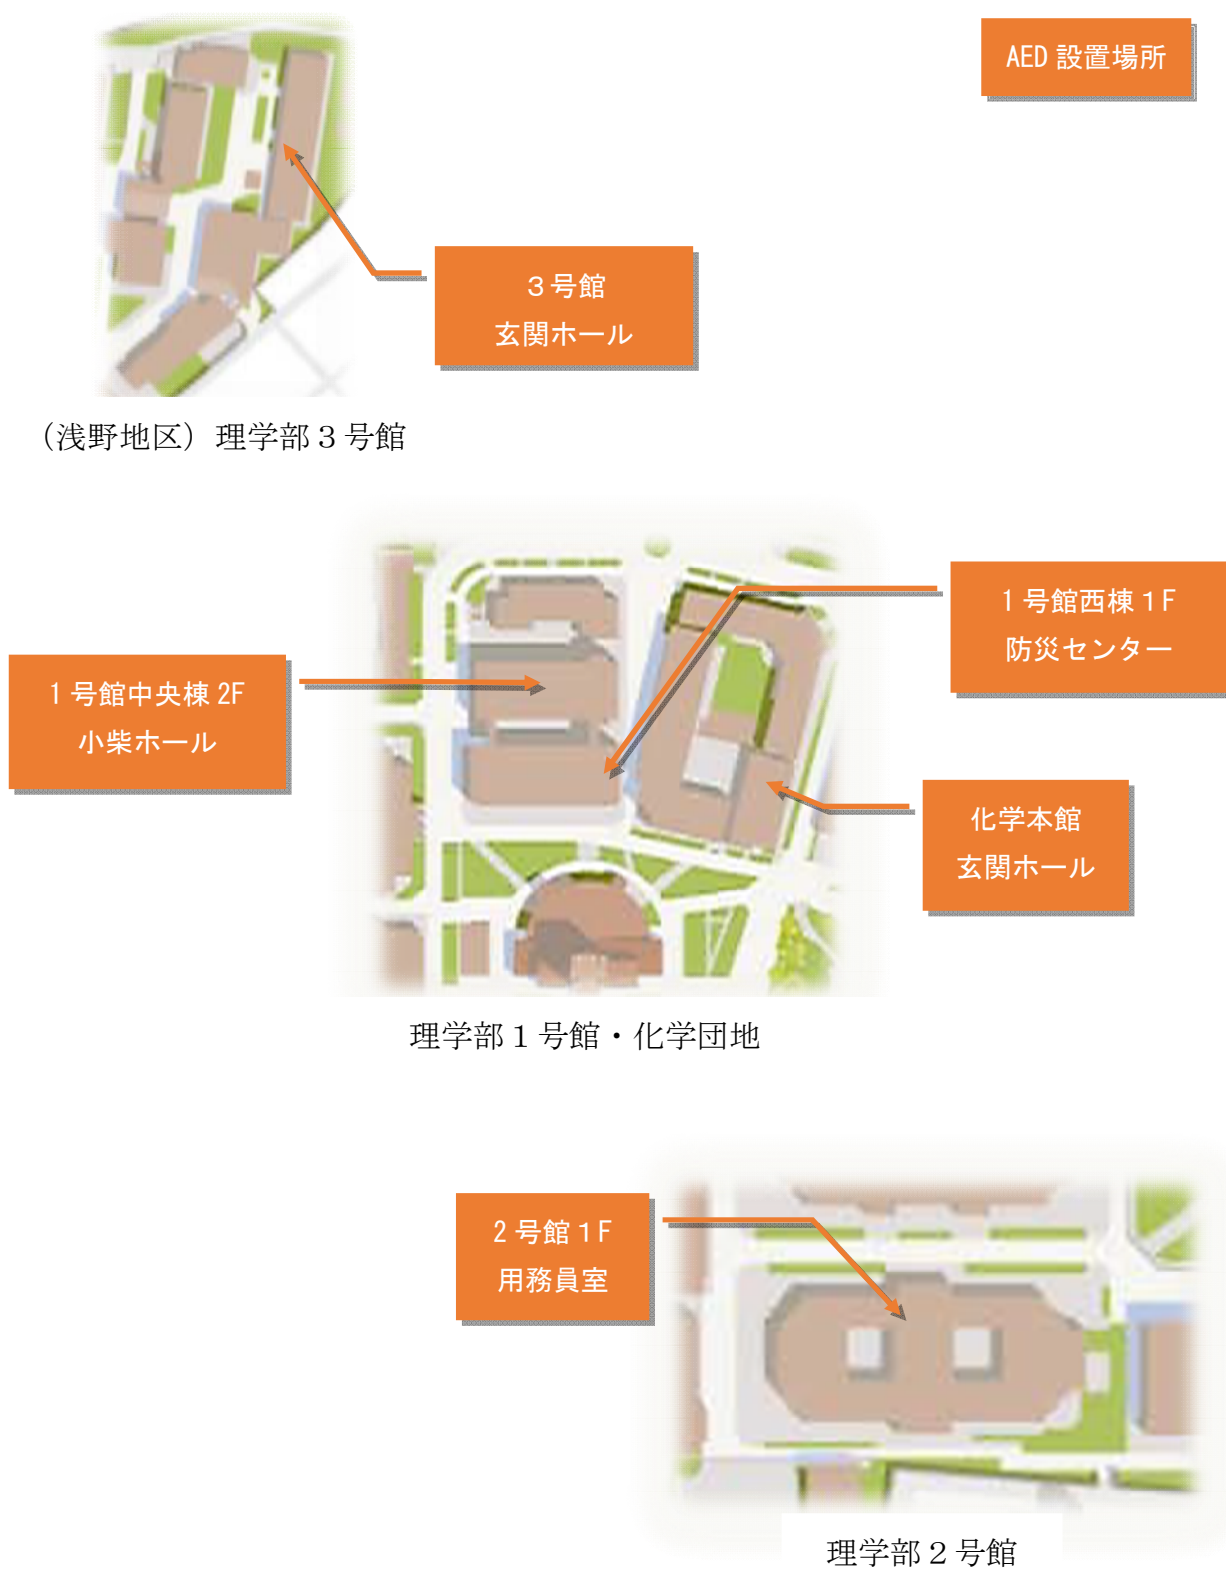 AED 設置場所
３号館
玄関ホール
（浅野地区）理学部３号館
1 号館西棟 1F
防災センター
1 号館中央棟 2F
小柴ホール
化学本館
玄関ホール
理学部１号館・化学団地
2 号館 1F
用務員室
理学部２号館